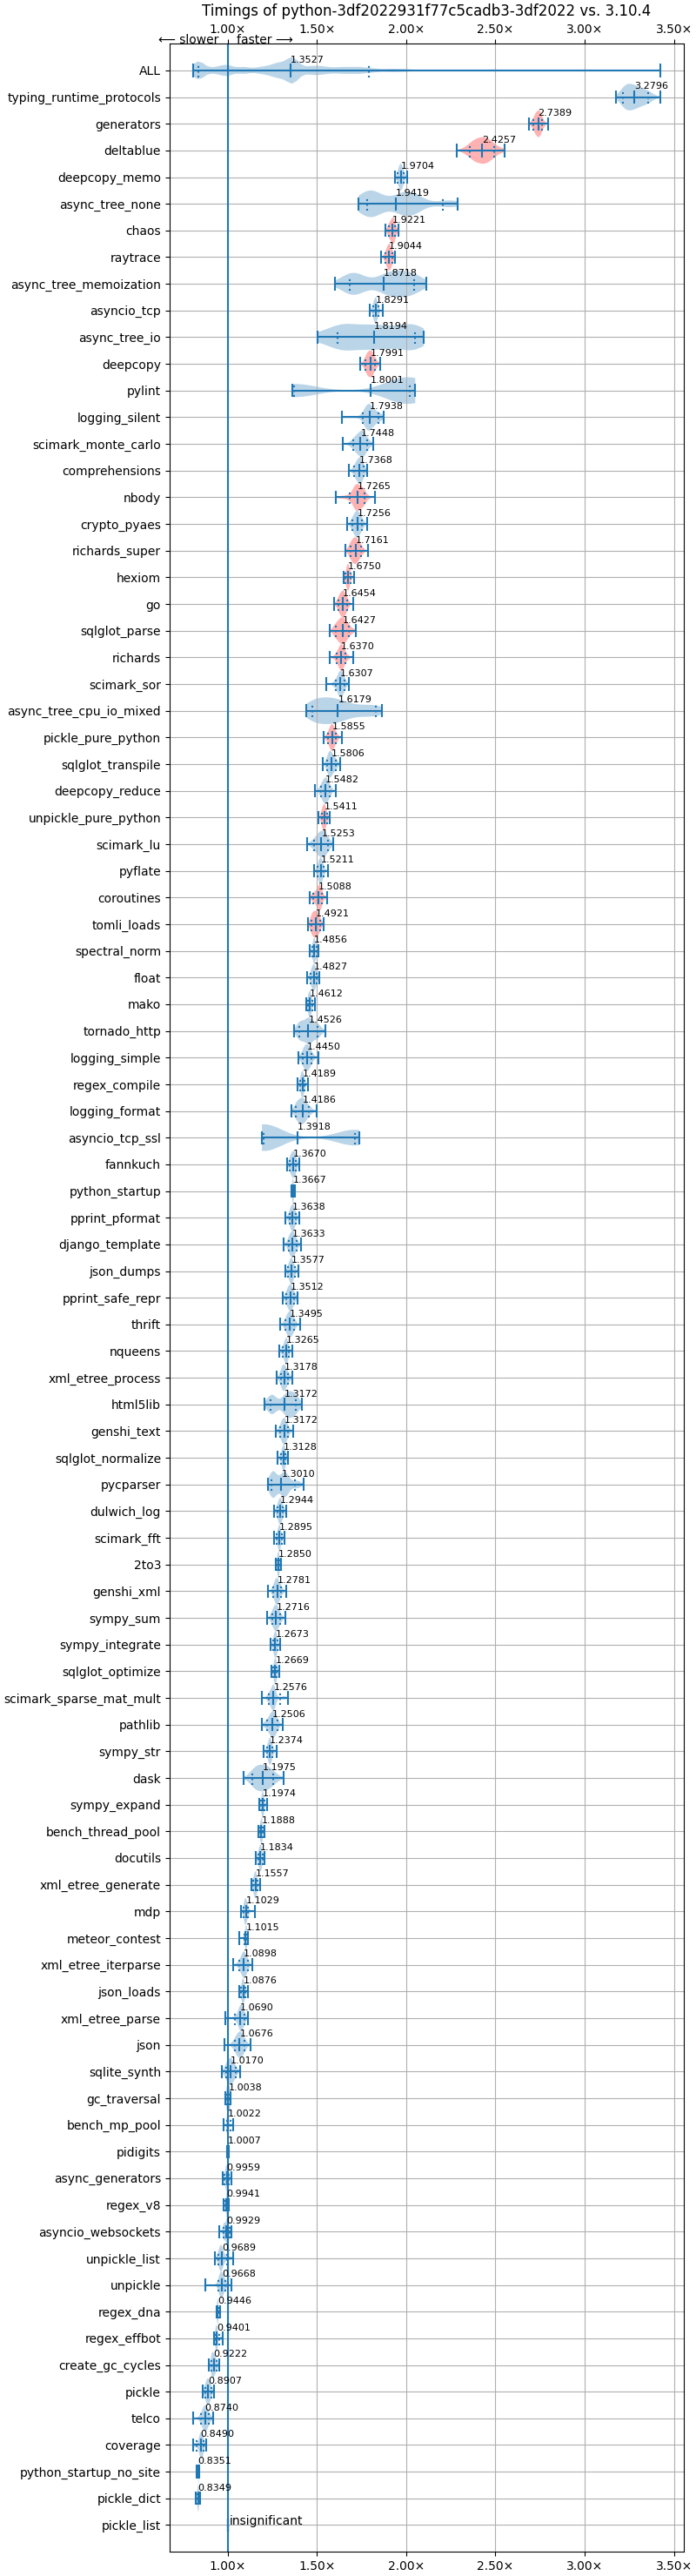 Timings of python-3df2022931f77c5cadb3-3df2022 vs. 3.10.4
1.00× 1.50× 2.00× 2.50× 3.00× 3.50×
⟵ slower faster ⟶
ALL 1.3527
typing_runtime_protocols 3.2796
generators 2.7389
deltablue 2.4257
deepcopy_memo 1.9704
async_tree_none 1.9419
chaos 1.9221
raytrace 1.9044
async_tree_memoization 1.8718
asyncio_tcp 1.8291
async_tree_io 1.8194
deepcopy 1.7991
pylint 1.8001
logging_silent 1.7938
scimark_monte_carlo 1.7448
comprehensions 1.7368
nbody 1.7265
crypto_pyaes 1.7256
richards_super 1.7161
hexiom 1.6750
go 1.6454
sqlglot_parse 1.6427
richards 1.6370
scimark_sor 1.6307
async_tree_cpu_io_mixed 1.6179
pickle_pure_python 1.5855
sqlglot_transpile 1.5806
deepcopy_reduce 1.5482
unpickle_pure_python 1.5411
scimark_lu 1.5253
pyflate 1.5211
coroutines 1.5088
tomli_loads 1.4921
spectral_norm 1.4856
float 1.4827
mako 1.4612
tornado_http 1.4526
logging_simple 1.4450
regex_compile 1.4189
logging_format 1.4186
asyncio_tcp_ssl 1.3918
fannkuch 1.3670
python_startup 1.3667
pprint_pformat 1.3638
django_template 1.3633
json_dumps 1.3577
pprint_safe_repr 1.3512
thrift 1.3495
nqueens 1.3265
xml_etree_process 1.3178
html5lib 1.3172
genshi_text 1.3172
sqlglot_normalize 1.3128
pycparser 1.3010
dulwich_log 1.2944
scimark_fft 1.2895
2to3 1.2850
genshi_xml 1.2781
sympy_sum 1.2716
sympy_integrate 1.2673
sqlglot_optimize 1.2669
scimark_sparse_mat_mult 1.2576
pathlib 1.2506
sympy_str 1.2374
dask 1.1975
sympy_expand 1.1974
bench_thread_pool 1.1888
docutils 1.1834
xml_etree_generate 1.1557
mdp 1.1029
meteor_contest 1.1015
xml_etree_iterparse 1.0898
json_loads 1.0876
xml_etree_parse 1.0690
json 1.0676
sqlite_synth 1.0170
gc_traversal 1.0038
bench_mp_pool 1.0022
pidigits 1.0007
async_generators 0.9959
regex_v8 0.9941
asyncio_websockets 0.9929
unpickle_list 0.9689
unpickle 0.9668
regex_dna 0.9446
regex_effbot 0.9401
create_gc_cycles 0.9222
pickle 0.8907
telco 0.8740
coverage 0.8490
python_startup_no_site 0.8351
pickle_dict 0.8349
pickle_list insignificant
1.00× 1.50× 2.00× 2.50× 3.00× 3.50×